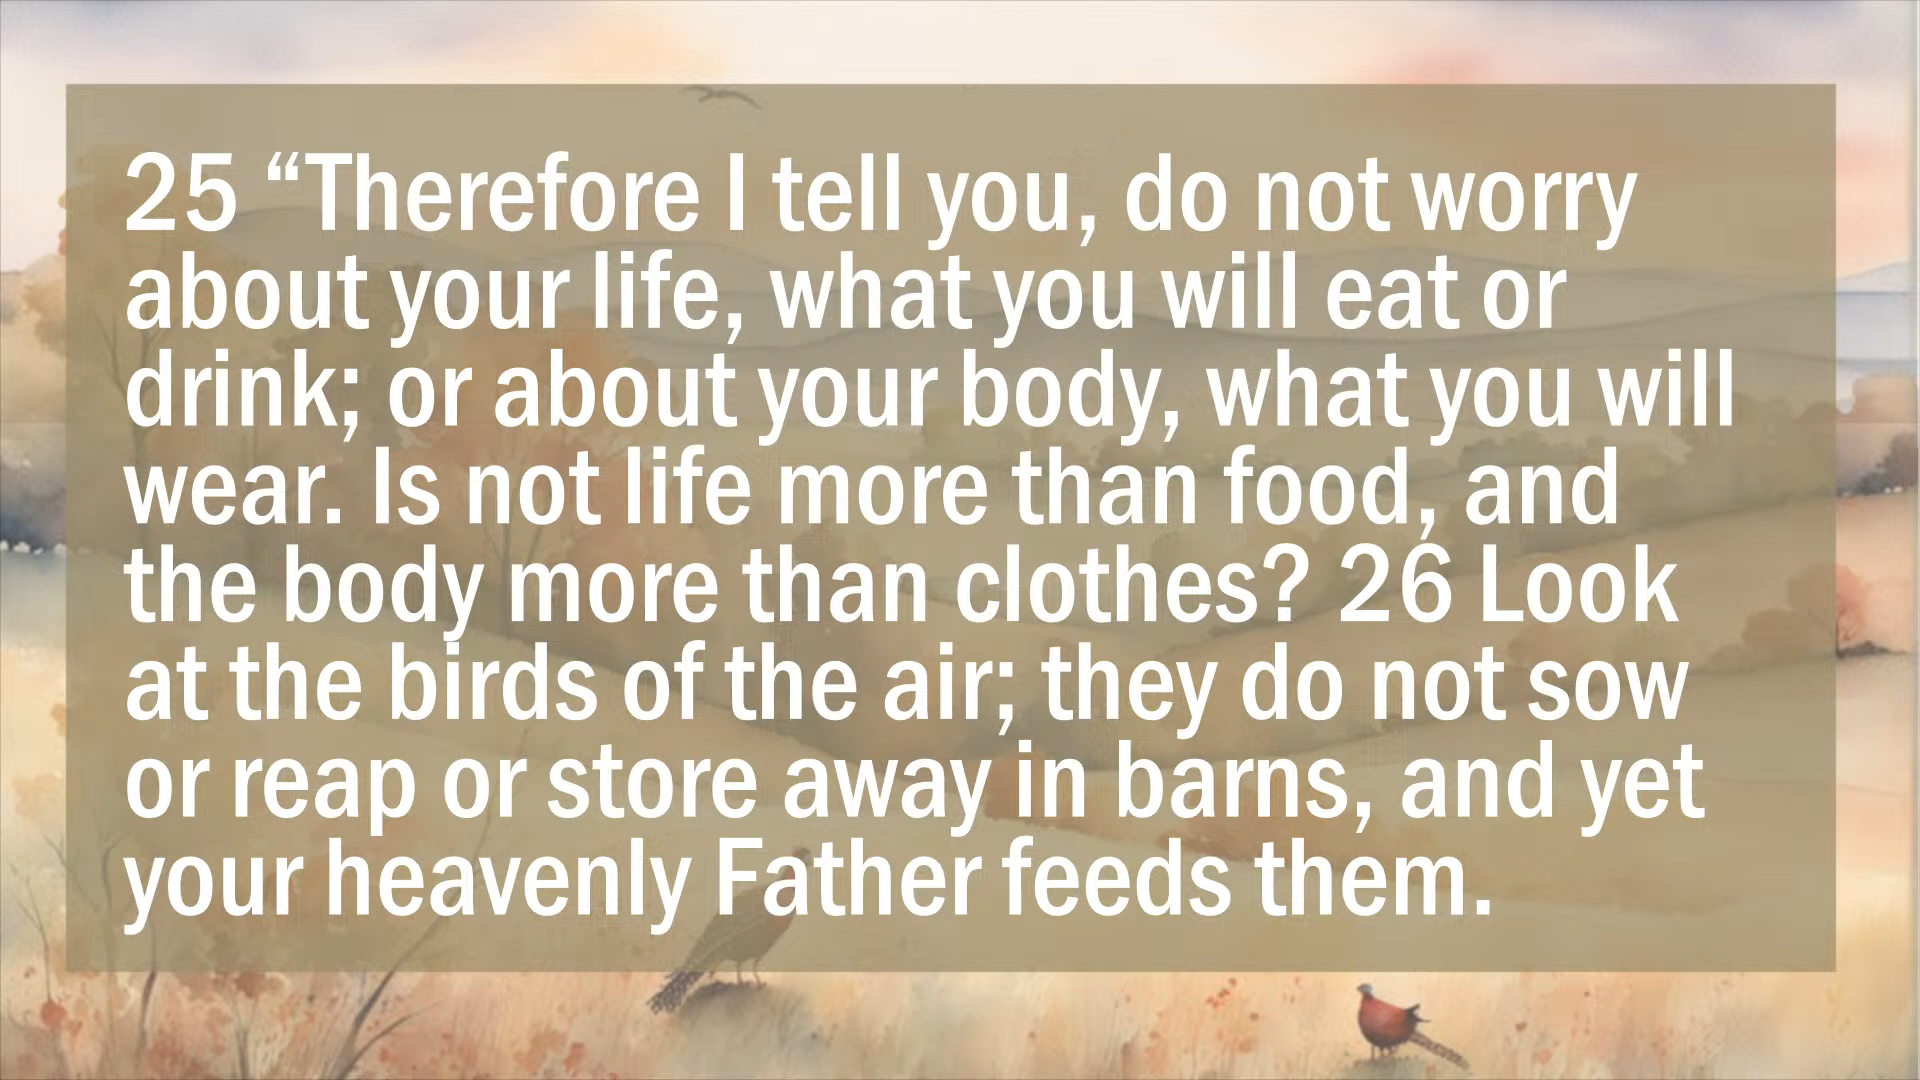 25 “Therefore I tell you, do not worry
about your life, what you will eat or
drink; or about your body, what you will
wear. Is not life more than food, and
the body more than clothes? 26 Look
at the birds of the air; they do not sow
or reap or store away in barns, and yet
your heavenly Father feeds them.